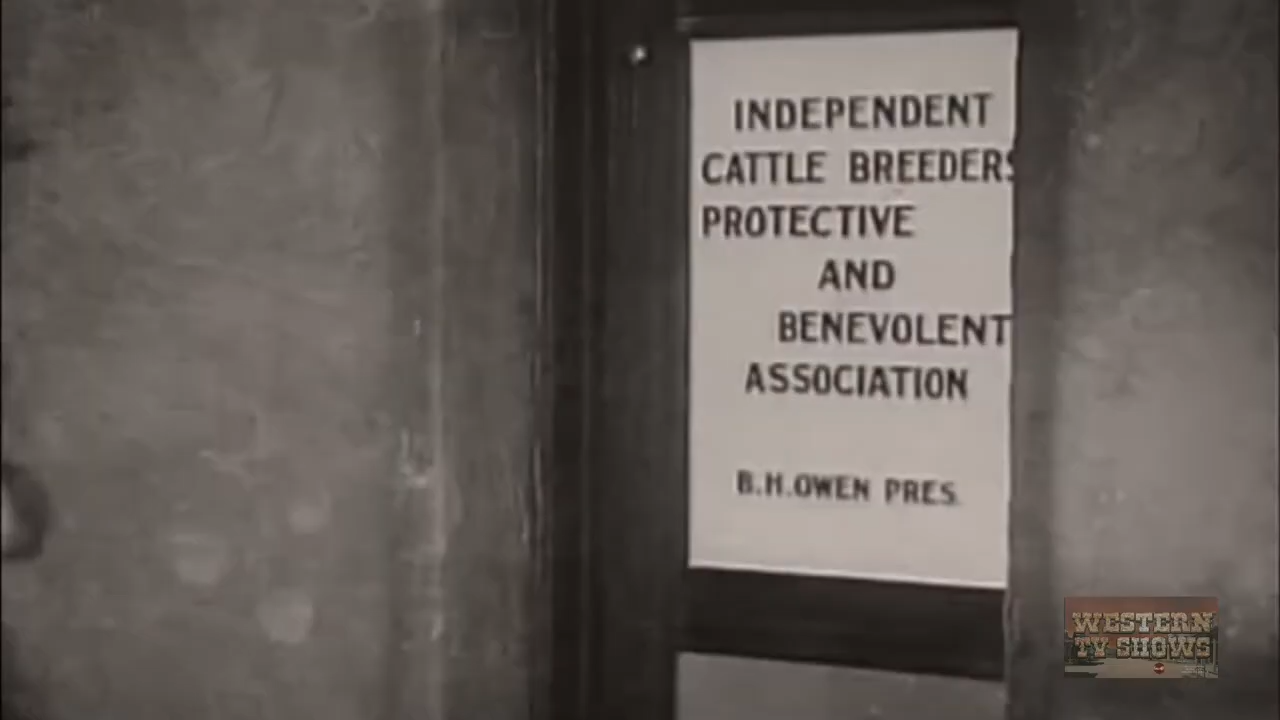 INDEPENDENT
CATTLE BREEDERS
PROTECTIVE
AND
BENEVOLENT
ASSOCIATION
B.H.OWEN PRES.
WESTERN
TV SHOWS